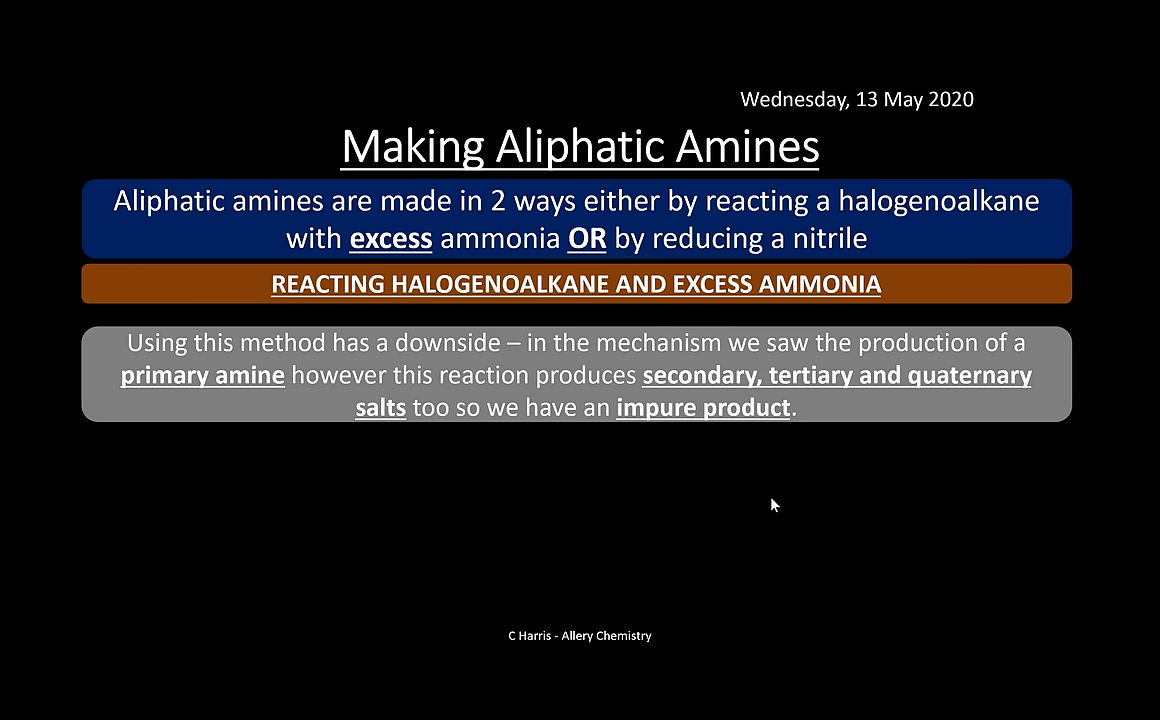 Wednesday, 13 May 2020
Making Aliphatic Amines
Aliphatic amines are made in 2 ways either by reacting a halogenoalkane
with excess ammonia OR by reducing a nitrile
REACTING HALOGENOALKANE AND EXCESS AMMONIA
Using this method has a downside – in the mechanism we saw the production of a
primary amine however this reaction produces secondary, tertiary and quaternary
salts too so we have an impure product.
C Harris - Allery Chemistry